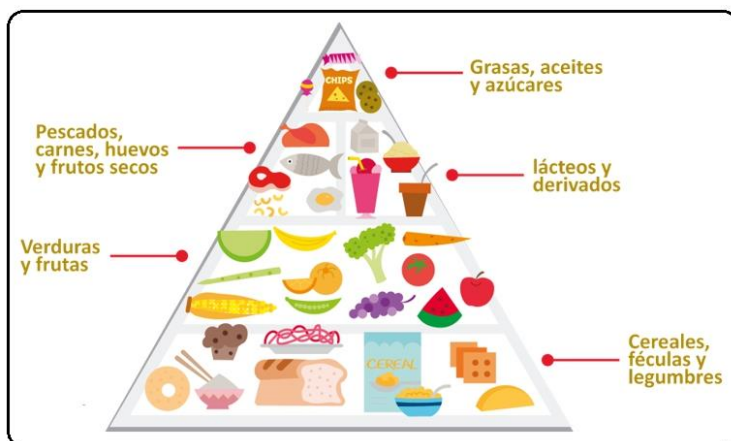 CHIPS
Grasas, aceites
y azúcares
Pescados,
carnes, huevos
y frutos secos
lácteos y
derivados
Verduras
y frutas
CEREAL
Cereales,
féculas y
legumbres